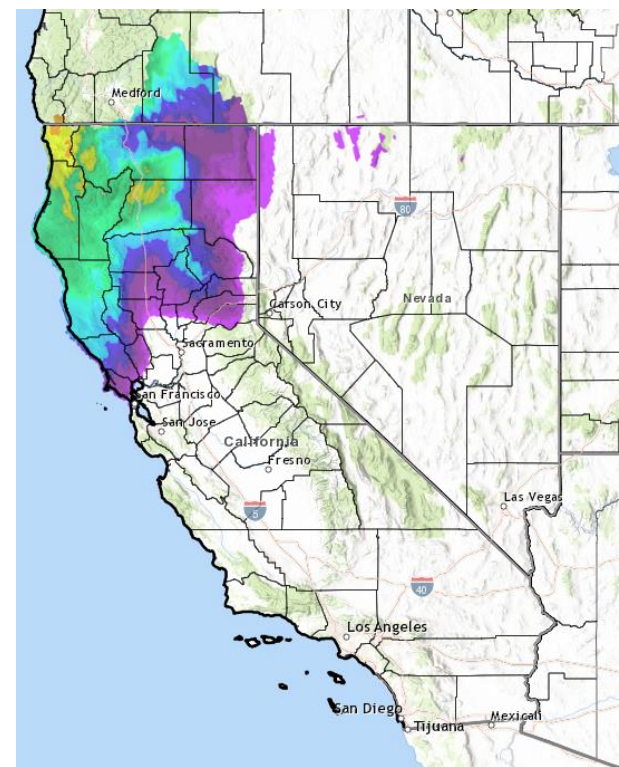 Medford
80
Carson City
Nevada
Sacramento
San Francisco
San Jose
California
Fresno
Las Vegas
5
40
Los Angeles
San Diego
Tijuana
Mexicali